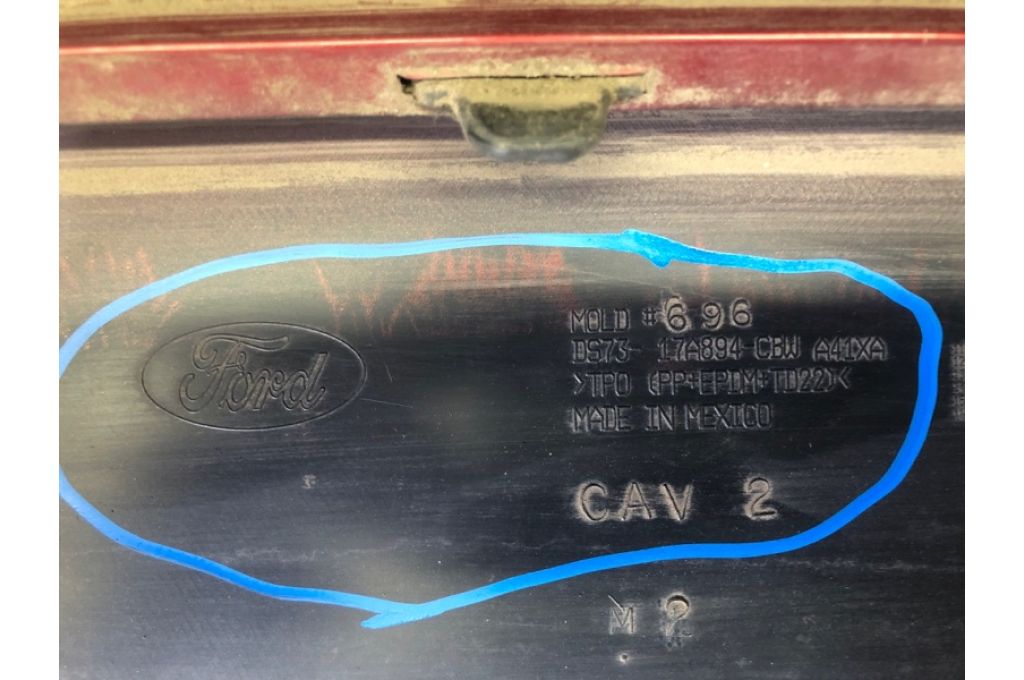 Ford
MOLD #696
DS73- 17A894-CBW A41XA
>TPO (PP+EPDM+TD22)<
MADE IN MEXICO
CAV 2
M 2